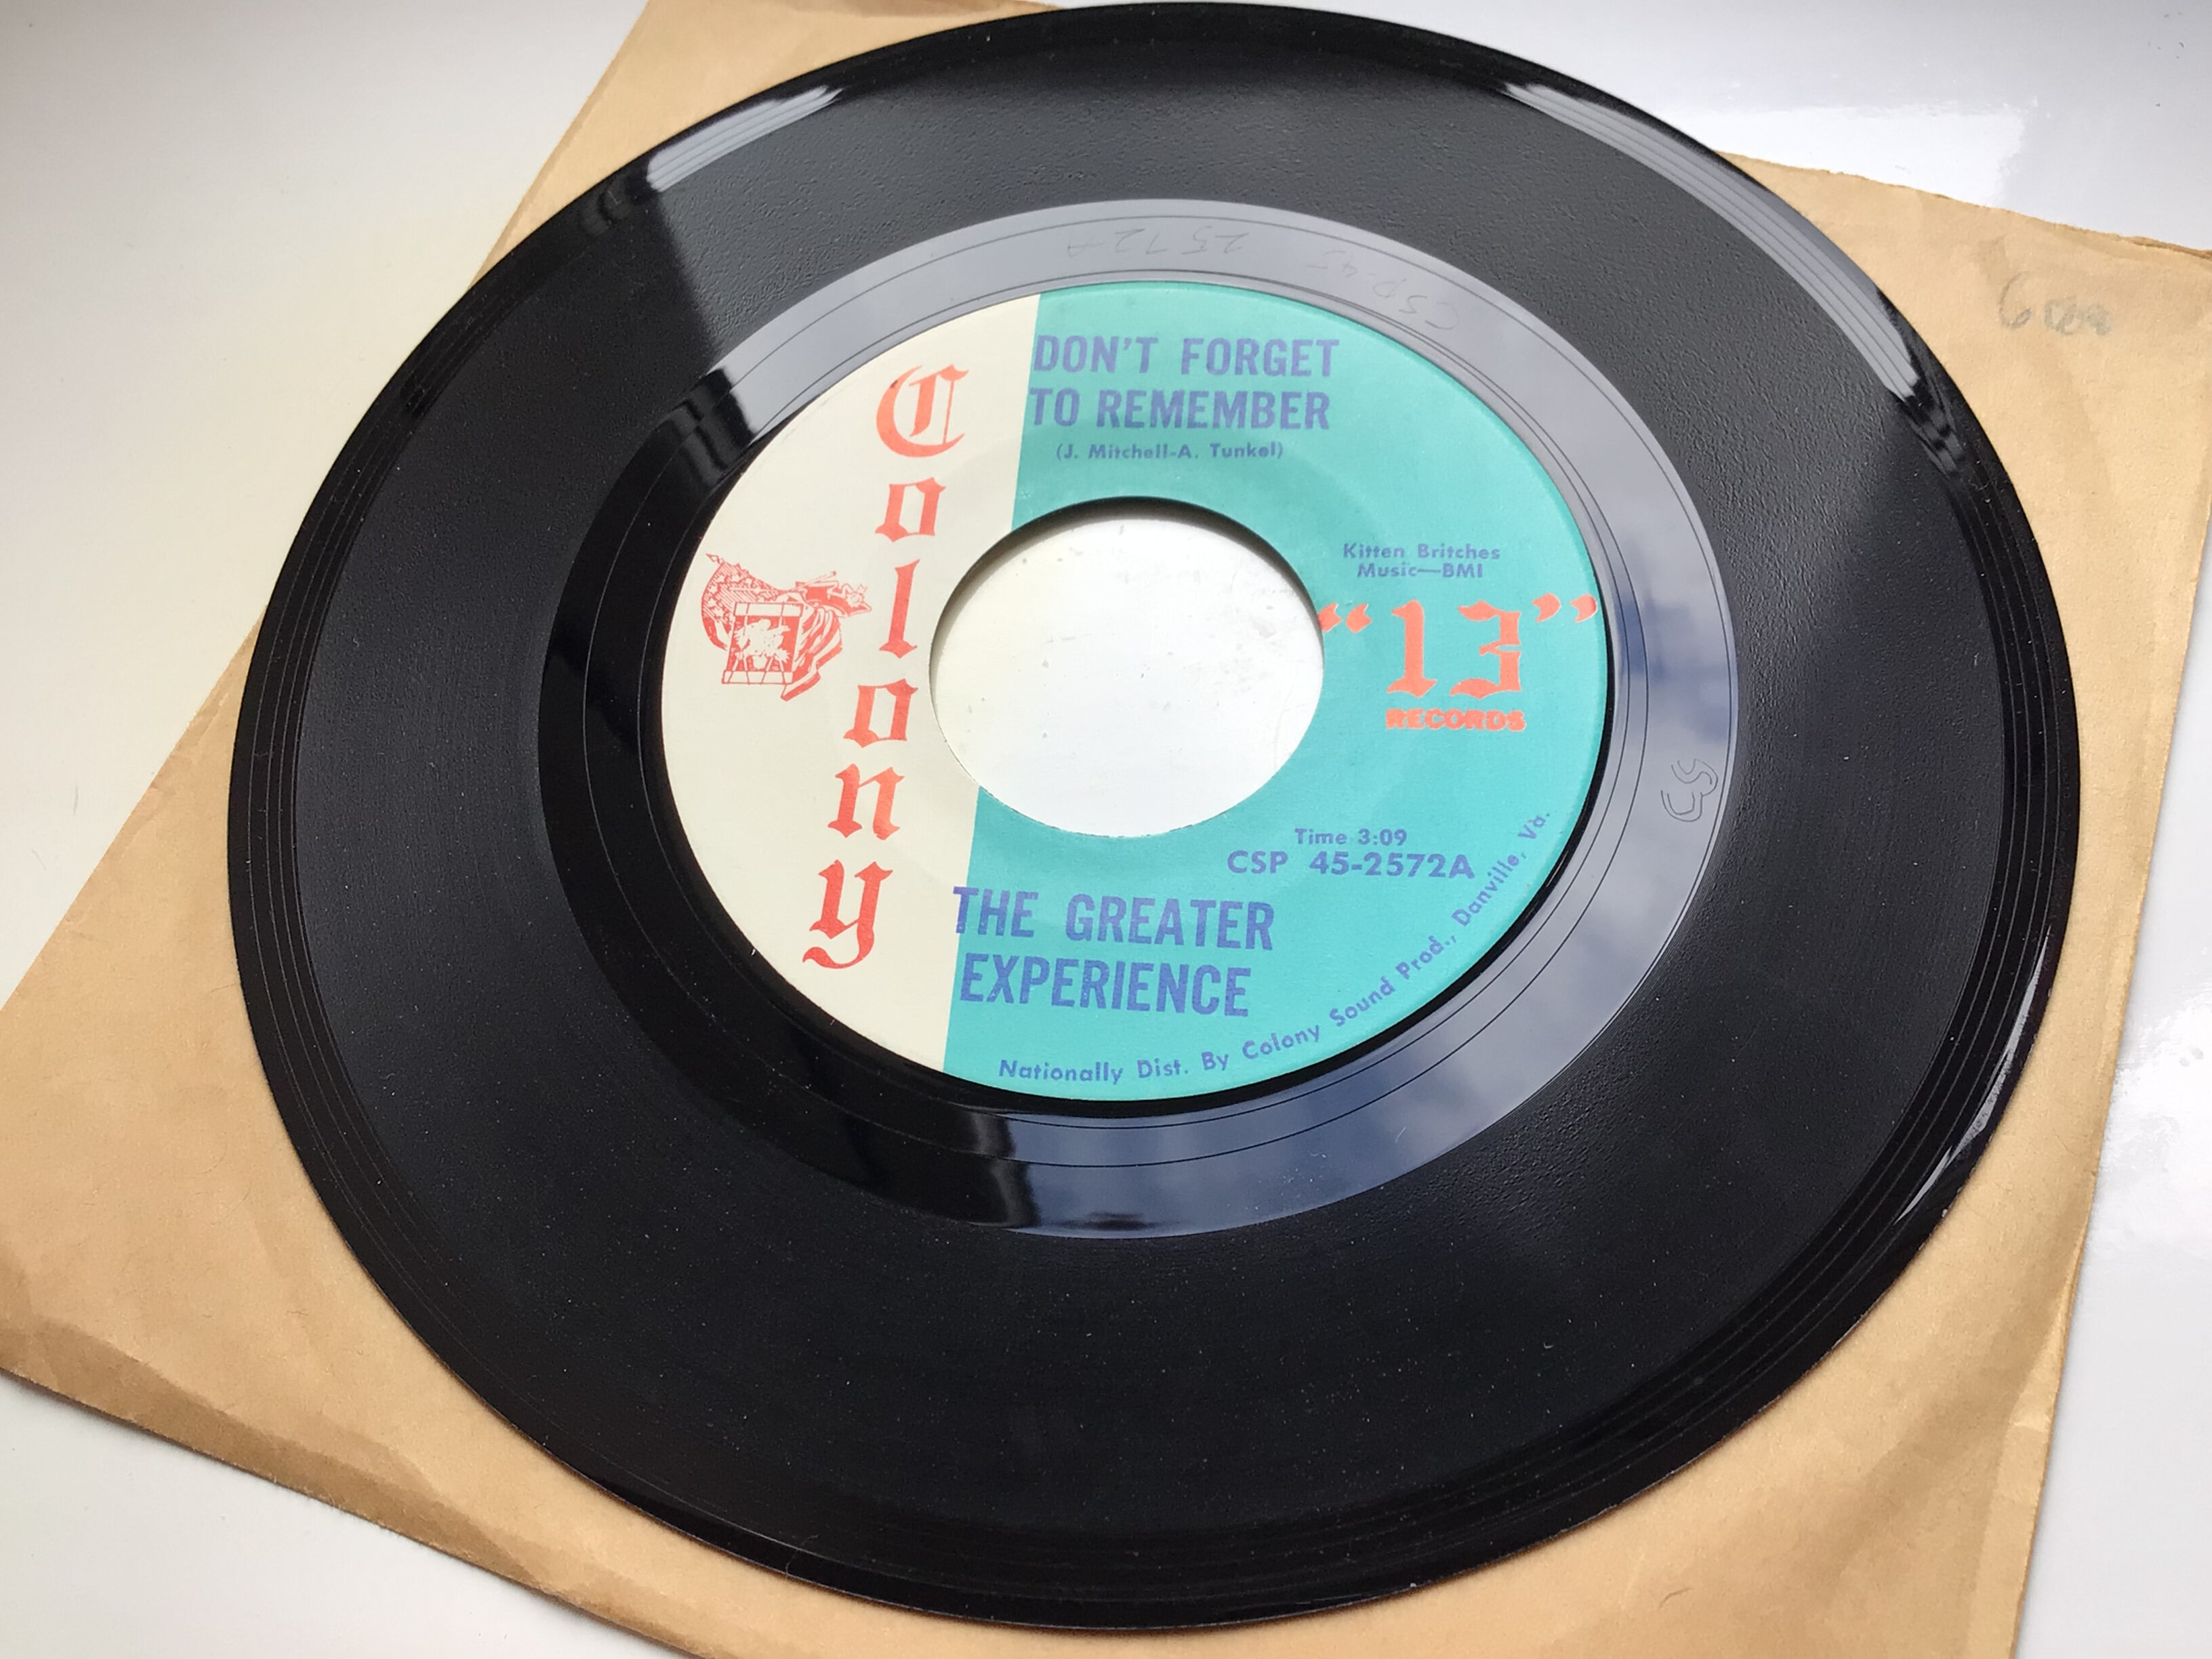 Colony
DON'T FORGET
TO REMEMBER
(J. Mitchell-A. Tunkel)
Kitten Britches
Music—BMI
"13"
RECORDS
Time 3:09
CSP 45-2572A
THE GREATER
EXPERIENCE
Nationally Dist. By Colony Sound Prod., Danville, Va.
CSP-45 2572A